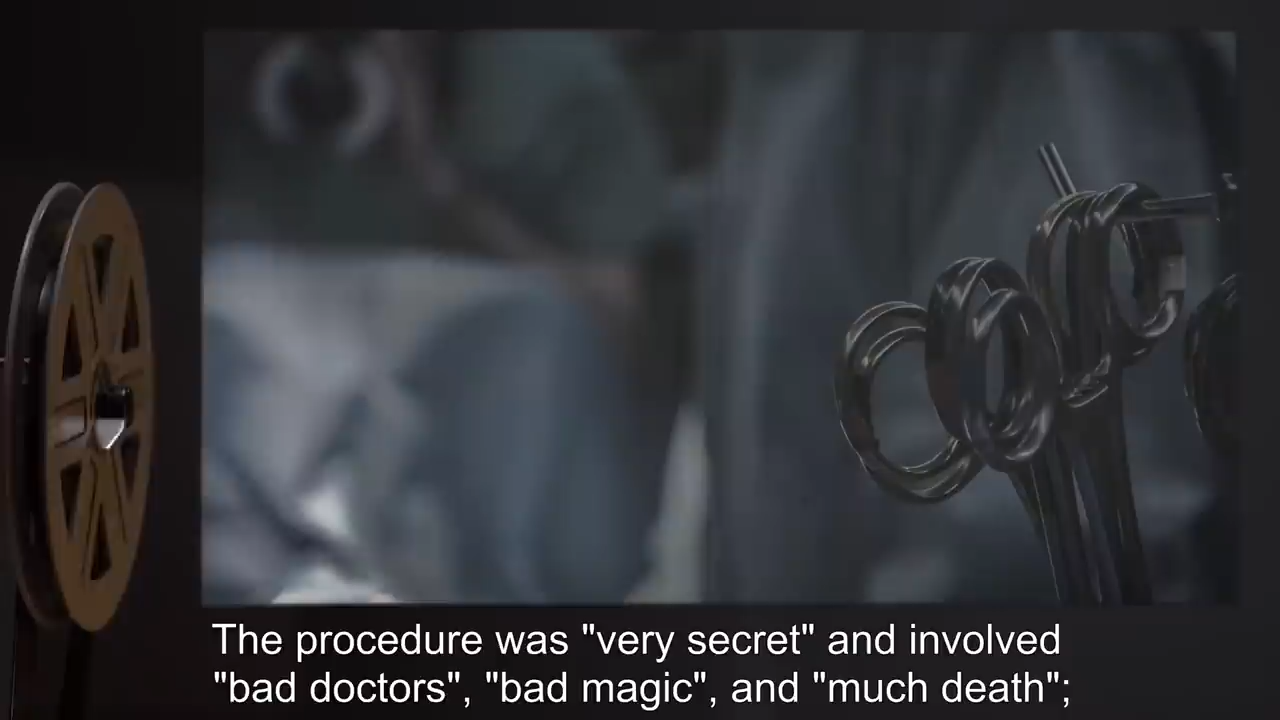 The procedure was "very secret" and involved
"bad doctors", "bad magic", and "much death";